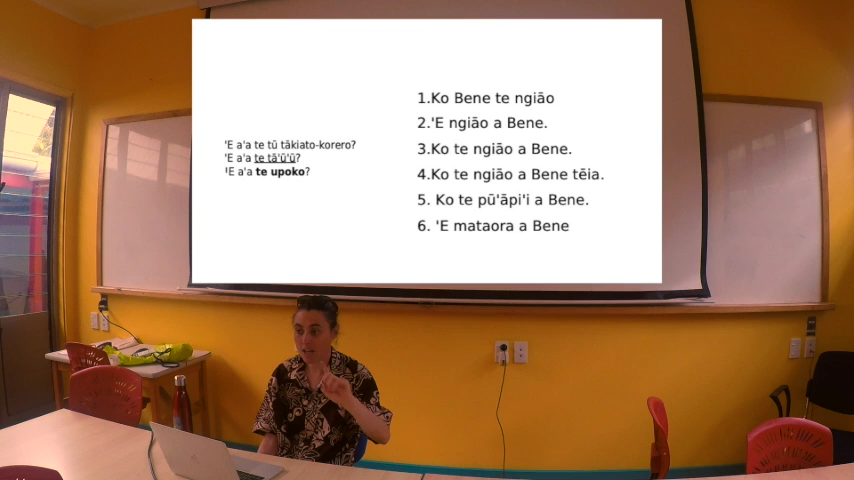 'E a'a te tū tākiato-korero?
'E a'a te tā'ū'ū?
'E a'a te upoko?
1.Ko Bene te ngiāo
2.'E ngiāo a Bene.
3.Ko te ngiāo a Bene.
4.Ko te ngiāo a Bene tēia.
5. Ko te pū'āpi'i a Bene.
6. 'E mataora a Bene